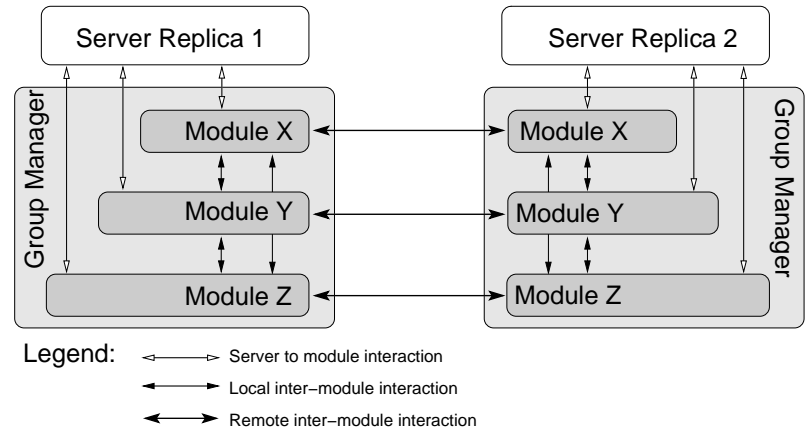 Server Replica 1
Server Replica 2
Group Manager
Module X
Module Y
Module Z
Module X
Module Y
Module Z
Group Manager
Legend:
Server to module interaction
Local inter−module interaction
Remote inter−module interaction